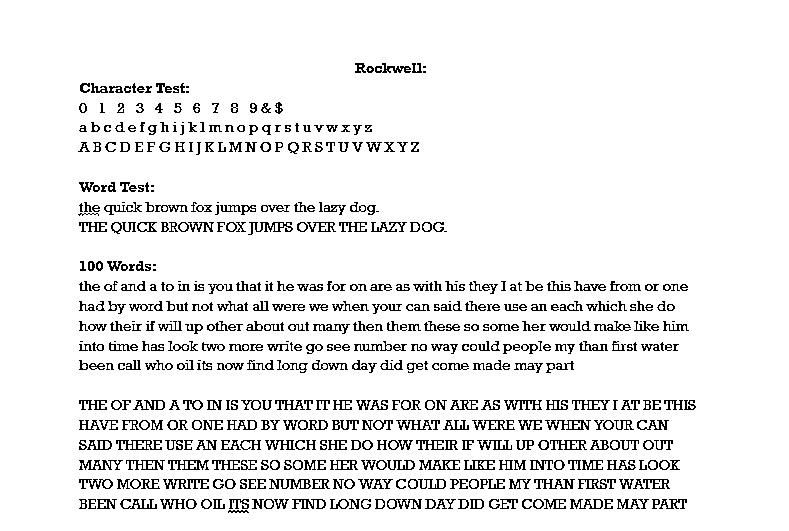 Rockwell:
Character Test:
0 1 2 3 4 5 6 7 8 9 & $
a b c d e f g h i j k l m n o p q r s t u v w x y z
A B C D E F G H I J K L M N O P Q R S T U V W X Y Z
Word Test:
the quick brown fox jumps over the lazy dog.
THE QUICK BROWN FOX JUMPS OVER THE LAZY DOG.
100 Words:
the of and a to in is you that it he was for on are as with his they I at be this have from or one
had by word but not what all were we when your can said there use an each which she do
how their if will up other about out many then them these so some her would make like him
into time has look two more write go see number no way could people my than first water
been call who oil its now find long down day did get come made may part
THE OF AND A TO IN IS YOU THAT IT HE WAS FOR ON ARE AS WITH HIS THEY I AT BE THIS
HAVE FROM OR ONE HAD BY WORD BUT NOT WHAT ALL WERE WE WHEN YOUR CAN
SAID THERE USE AN EACH WHICH SHE DO HOW THEIR IF WILL UP OTHER ABOUT OUT
MANY THEN THEM THESE SO SOME HER WOULD MAKE LIKE HIM INTO TIME HAS LOOK
TWO MORE WRITE GO SEE NUMBER NO WAY COULD PEOPLE MY THAN FIRST WATER
BEEN CALL WHO OIL ITS NOW FIND LONG DOWN DAY DID GET COME MADE MAY PART